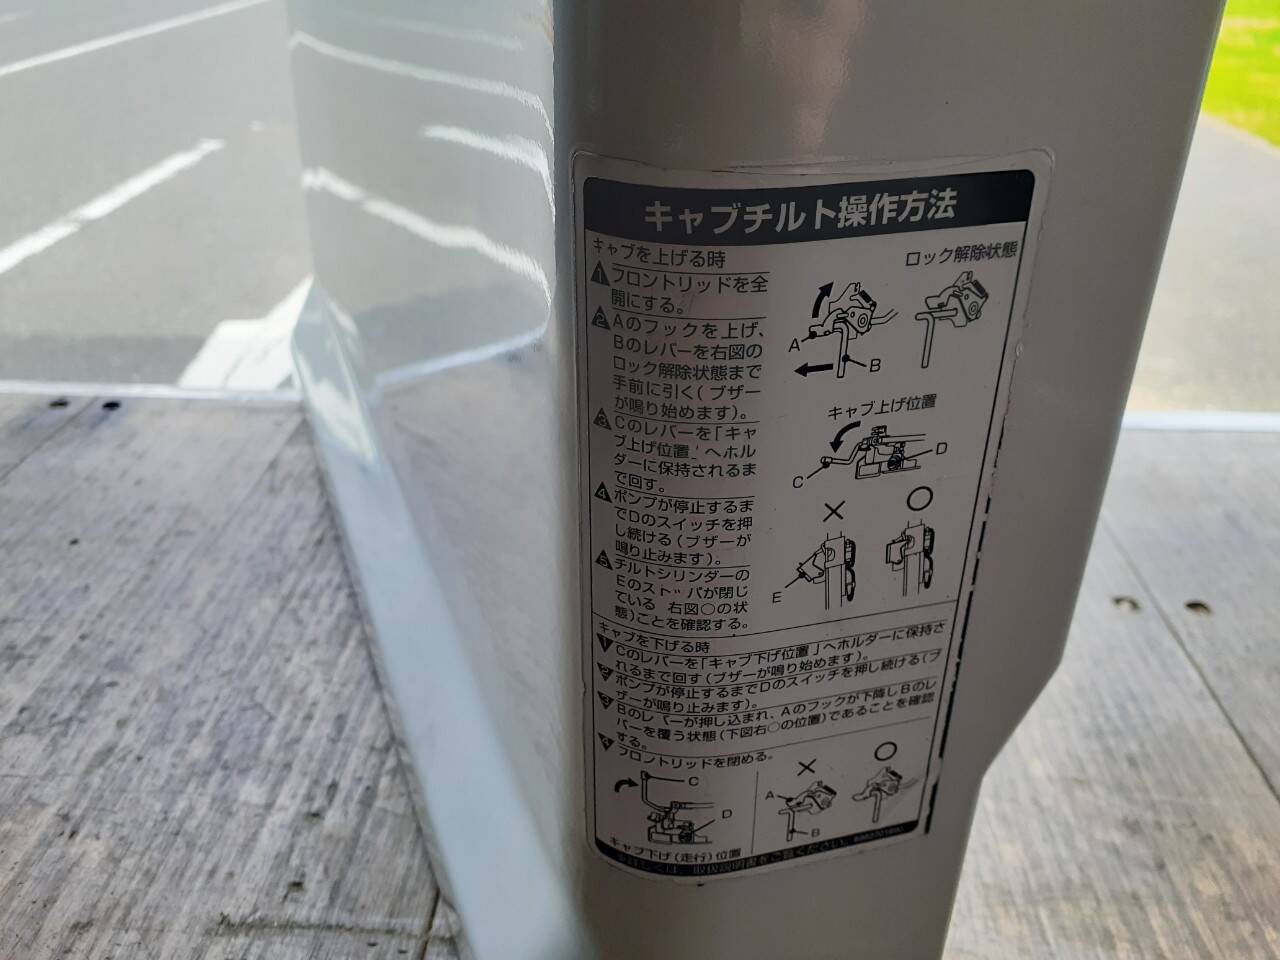 キャブチルト操作方法
キャブを上げる時
1 フロントリッドを全
開にする。
2 Aのフックを上げ、
Bのレバーを右図の
ロック解除状態まで
手前に引く(ブザー
が鳴り始めます)。
3 Cのレバーを「キャ
ブ上げ位置」へホル
ダーに保持されるま
で回す。
4 ポンプが停止するま
でDのスイッチを押
し続ける(ブザーが
鳴り止みます)。
5 チルトシリンダーの
Eのストッパが閉じ
ている 右図○の状
態)ことを確認する。
ロック解除状態
A
B
キャブ上げ位置
C
D
×
○
E
キャブを下げる時
1 Cのレバーを「キャブ下げ位置」へホルダーに保持さ
れるまで回す(ブザーが鳴り始めます)。
2 ポンプが停止するまでDのスイッチを押し続ける(ブ
ザーが鳴り止みます)。
3 Bのレバーが押し込まれ、Aのフックが下降しBのレ
バーを覆う状態(下図右○の位置)であることを確認
する。
4 フロントリッドを閉める。
C
D
キャブ下げ(走行)位置
×
○
A
B
※詳しくは、取扱説明書をご覧ください。